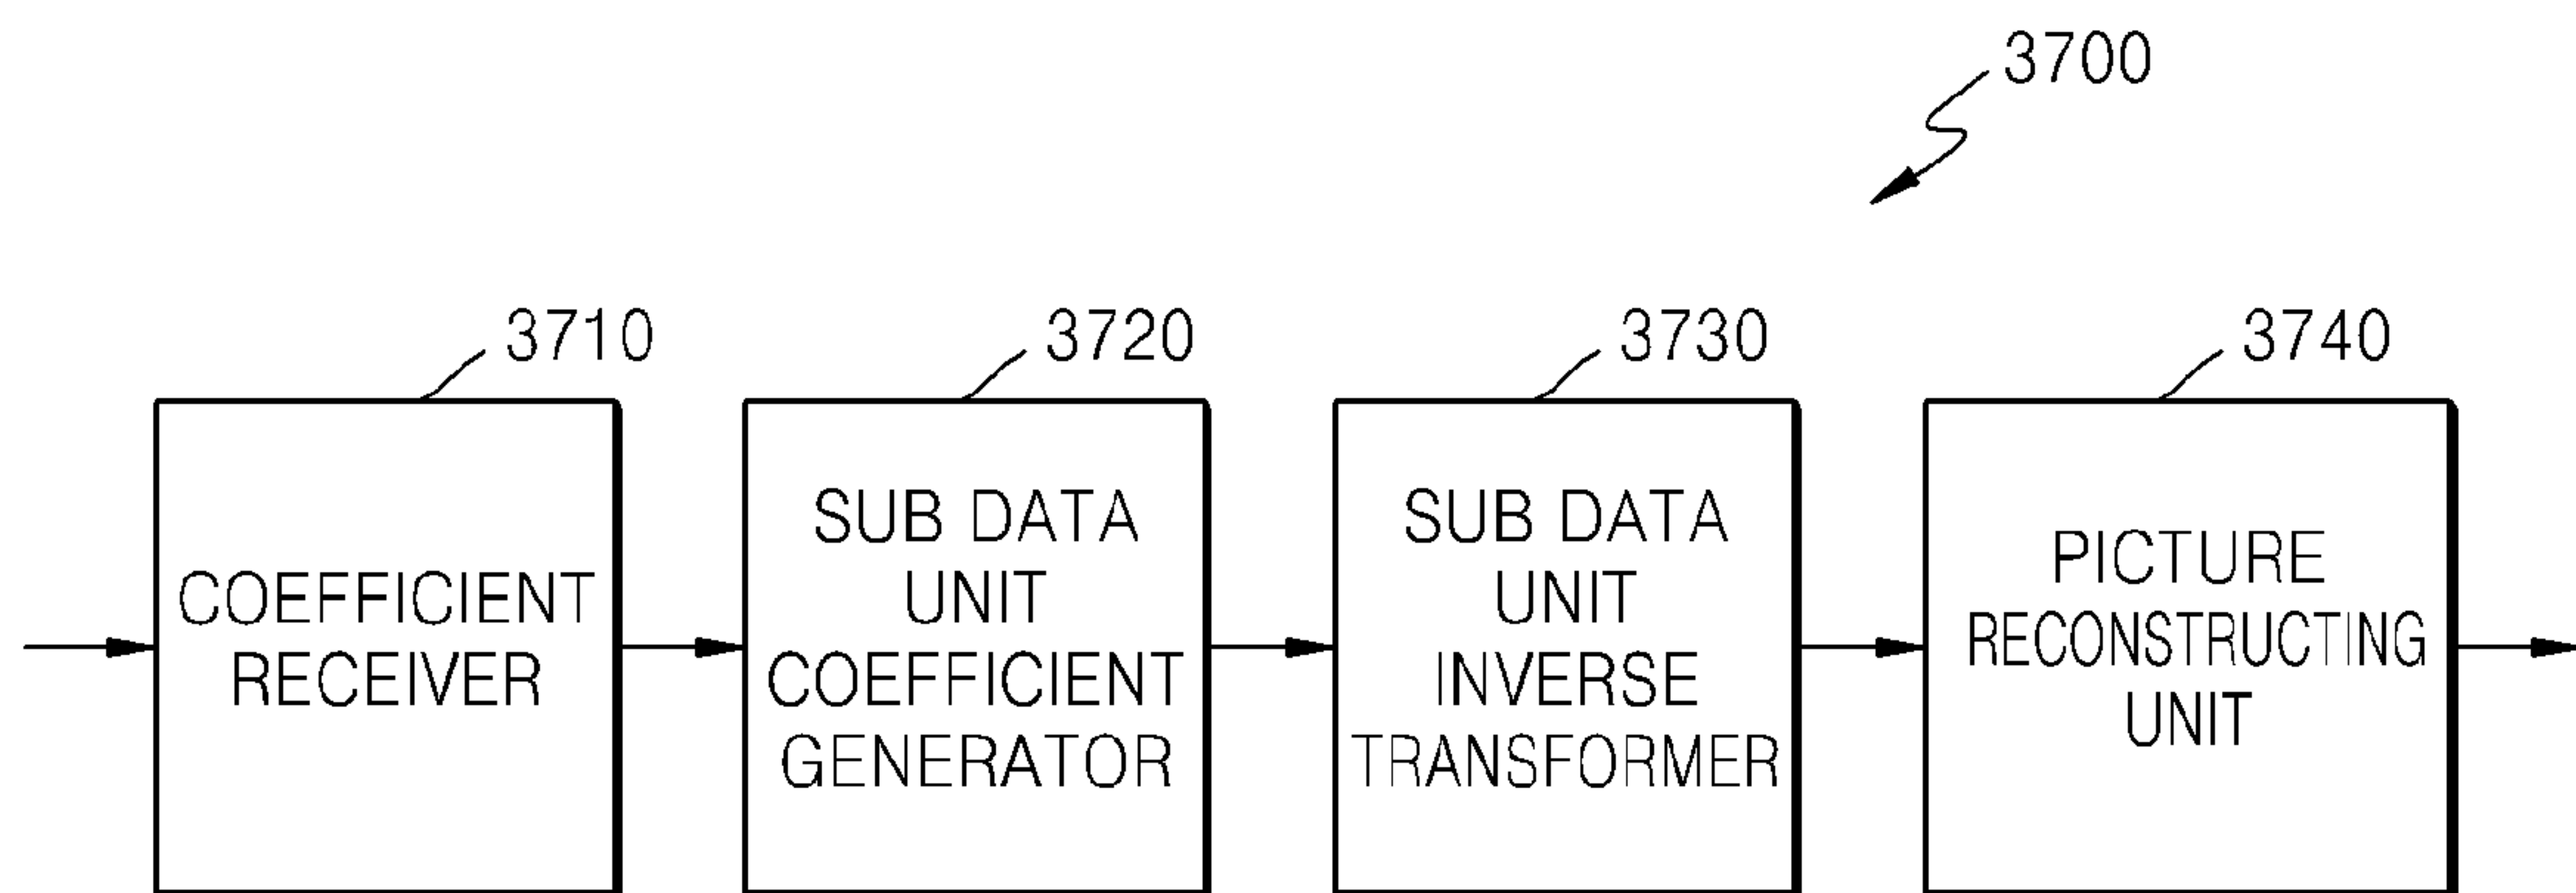 3700
3710
3720
3730
3740
COEFFICIENT
RECEIVER
SUB DATA
UNIT
COEFFICIENT
GENERATOR
SUB DATA
UNIT
INVERSE
TRANSFORMER
PICTURE
RECONSTRUCTING
UNIT